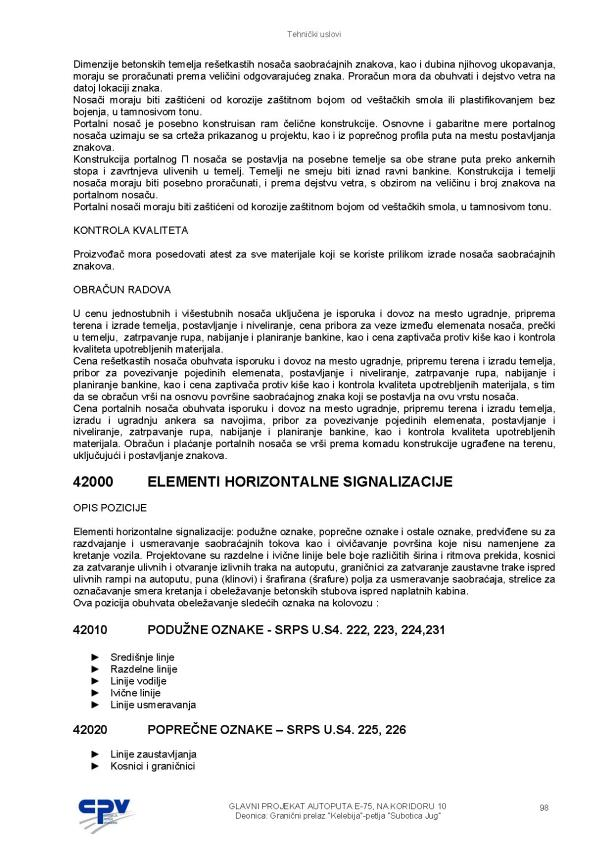 Tehnički uslovi
Dimenzije betonskih temelja rešetkastih nosača saobraćajnih znakova, kao i dubina njihovog ukopavanja,
moraju se proračunati prema veličini odgovarajućeg znaka. Proračun mora da obuhvati i dejstvo vetra na
datoj lokaciji znaka.
Nosači moraju biti zaštićeni od korozije zaštitnom bojom od veštačkih smola ili plastifikovanjem bez
bojenja, u tamnosivom tonu.
Portalni nosač je posebno konstruisan ram čelične konstrukcije. Osnovne i gabaritne mere portalnog
nosača uzimaju se sa crteža prikazanog u projektu, kao i iz poprečnog profila puta na mestu postavljanja
znakova.
Konstrukcija portalnog Π nosača se postavlja na posebne temelje sa obe strane puta preko ankernih
stopa i zavrtnjeva ulivenih u temelj. Temelji ne smeju biti iznad ravni bankine. Konstrukcija i temelji
nosača moraju biti posebno proračunati, i prema dejstvu vetra, s obzirom na veličinu i broj znakova na
portalnom nosaču.
Portalni nosači moraju biti zaštićeni od korozije zaštitnom bojom od veštačkih smola, u tamnosivom tonu.
KONTROLA KVALITETA
Proizvođač mora posedovati atest za sve materijale koji se koriste prilikom izrade nosača saobraćajnih
znakova.
OBRAČUN RADOVA
U cenu jednostubnih i višestubnih nosača uključena je isporuka i dovoz na mesto ugradnje, priprema
terena i izrade temelja, postavljanje i niveliranje, cena pribora za veze između elemenata nosača, prečki
u temelju, zatrpavanje rupa, nabijanje i planiranje bankine, kao i cena zaptivača protiv kiše kao i kontrola
kvaliteta upotrebljenih materijala.
Cena rešetkastih nosača obuhvata isporuku i dovoz na mesto ugradnje, pripremu terena i izradu temelja,
pribor za povezivanje pojedinih elemenata, postavljanje i niveliranje, zatrpavanje rupa, nabijanje i
planiranje bankine, kao i cena zaptivača protiv kiše kao i kontrola kvaliteta upotrebljenih materijala, s tim
da se obračun vrši na osnovu površine saobraćajnog znaka koji se postavlja na ovu vrstu nosača.
Cena portalnih nosača obuhvata isporuku i dovoz na mesto ugradnje, pripremu terena i izradu temelja,
izradu i ugradnju ankera sa navojima, pribor za povezivanje pojedinih elemenata, postavljanje i
niveliranje, zatrpavanje rupa, nabijanje i planiranje bankine, kao i kontrola kvaliteta upotrebljenih
materijala. Obračun i plaćanje portalnih nosača se vrši prema komadu konstrukcije ugrađene na terenu,
uključujući i postavljanje znakova.
42000 ELEMENTI HORIZONTALNE SIGNALIZACIJE
OPIS POZICIJE
Elementi horizontalne signalizacije: podužne oznake, poprečne oznake i ostale oznake, predviđene su za
razdvajanje i usmeravanje saobraćajnih tokova kao i oivičavanje površina koje nisu namenjene za
kretanje vozila. Projektovane su razdelne i ivične linije bele boje različitih širina i ritmova prekida, kosnici
za zatvaranje ulivnih i otvaranje izlivnih traka na autoputu, graničnici za zatvaranje zaustavne trake ispred
ulivnih rampi na autoputu, puna (klinovi) i šrafirana (šrafure) polja za usmeravanje saobraćaja, strelice za
označavanje smera kretanja i obeležavanje betonskih stubova ispred naplatnih kabina.
Ova pozicija obuhvata obeležavanje sledećih oznaka na kolovozu :
42010 PODUŽNE OZNAKE - SRPS U.S4. 222, 223, 224,231
► Središnje linje
► Razdelne linije
► Linije vodilje
► Ivične linije
► Linije usmeravanja
42020 POPREČNE OZNAKE – SRPS U.S4. 225, 226
► Linije zaustavljanja
► Kosnici i graničnici
CPV
GLAVNI PROJEKAT AUTOPUTA E-75, NA KORIDORU 10
Deonica: Granični prelaz "Kelebija"-petlja "Subotica Jug"
98